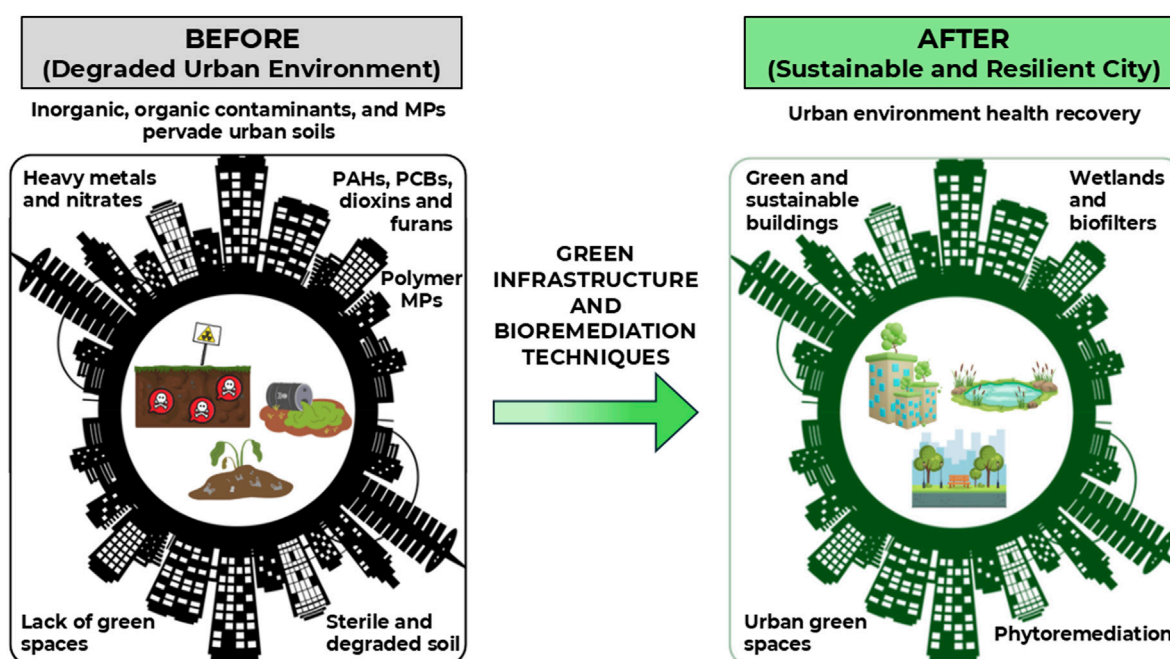 BEFORE
(Degraded Urban Environment)
Inorganic, organic contaminants, and MPs
pervade urban soils
Heavy metals
and nitrates
PAHs, PCBs,
dioxins and
furans
Polymer
MPs
Lack of green
spaces
Sterile and
degraded soil
GREEN
INFRASTRUCTURE
AND
BIOREMEDIATION
TECHNIQUES
AFTER
(Sustainable and Resilient City)
Urban environment health recovery
Green and
sustainable
buildings
Wetlands
and
biofilters
Urban green
spaces
Phytoremediation